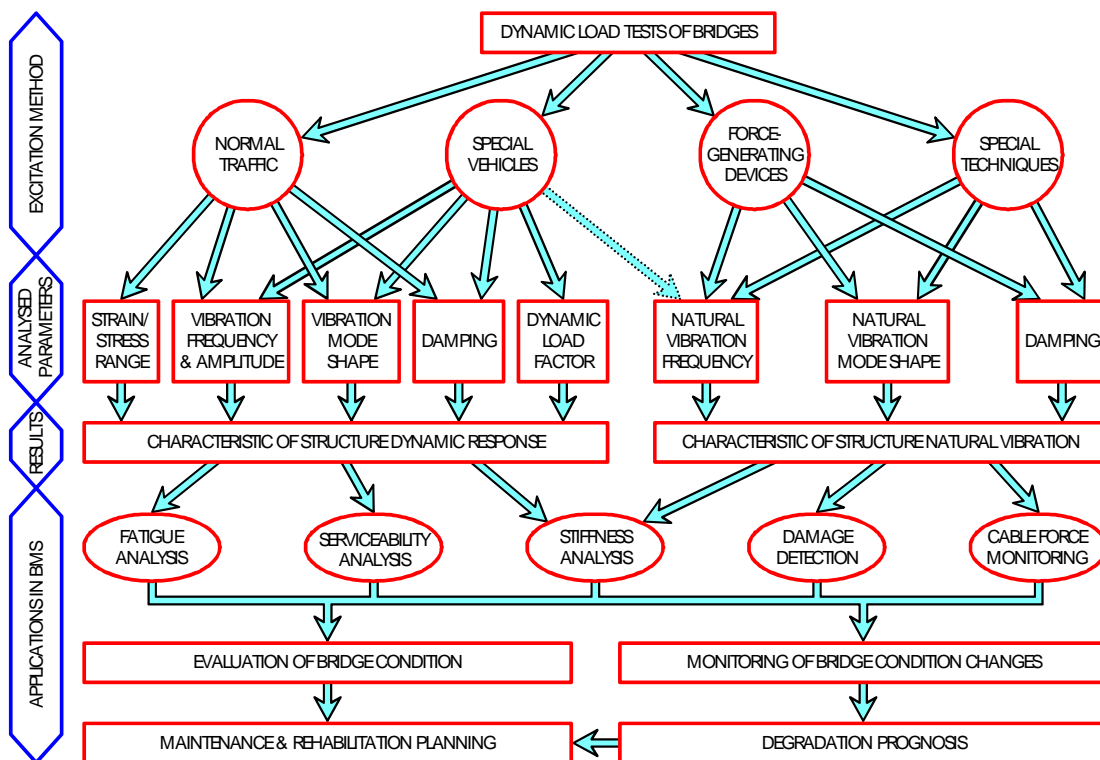 DYNAMIC LOAD TESTS OF BRIDGES
EXCITATION METHOD
NORMAL
TRAFFIC
SPECIAL
VEHICLES
FORCE-
GENERATING
DEVICES
SPECIAL
TECHNIQUES
ANALYSED
PARAMETERS
STRAIN/
STRESS
RANGE
VIBRATION
FREQUENCY
& AMPLITUDE
VIBRATION
MODE
SHAPE
DAMPING
DYNAMIC
LOAD
FACTOR
NATURAL
VIBRATION
FREQUENCY
NATURAL
VIBRATION
MODE SHAPE
DAMPING
RESULTS
CHARACTERISTIC OF STRUCTURE DYNAMIC RESPONSE
CHARACTERISTIC OF STRUCTURE NATURAL VIBRATION
APPLICATIONS IN BMS
FATIGUE
ANALYSIS
SERVICEABILITY
ANALYSIS
STIFFNESS
ANALYSIS
DAMAGE
DETECTION
CABLE FORCE
MONITORING
EVALUATION OF BRIDGE CONDITION
MONITORING OF BRIDGE CONDITION CHANGES
MAINTENANCE & REHABILITATION PLANNING
DEGRADATION PROGNOSIS